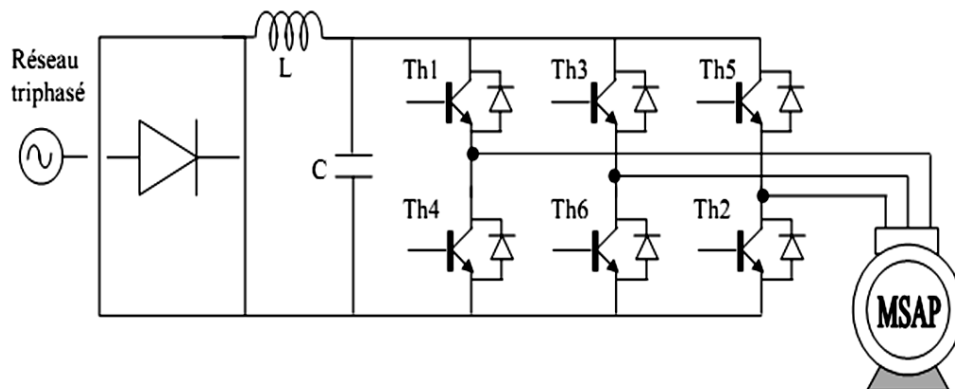 Réseau
triphasé
L
C
Th1
Th3
Th5
Th4
Th6
Th2
MSAP